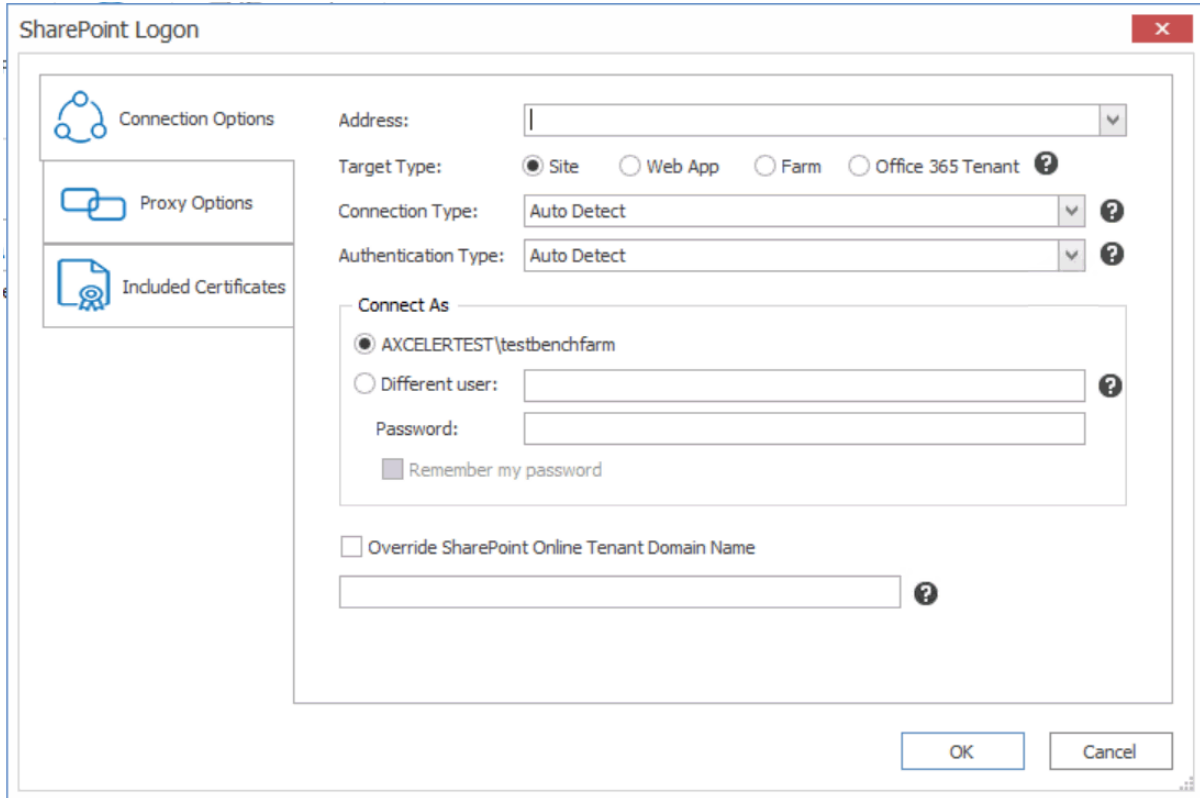 SharePoint Logon
Connection Options
Proxy Options
Included Certificates
Address:
Target Type: Site Web App Farm Office 365 Tenant ?
Connection Type: Auto Detect ?
Authentication Type: Auto Detect ?
Connect As
AXCELERTEST\testbenchfarm
Different user: ?
Password:
Remember my password
Override SharePoint Online Tenant Domain Name
?
OK Cancel